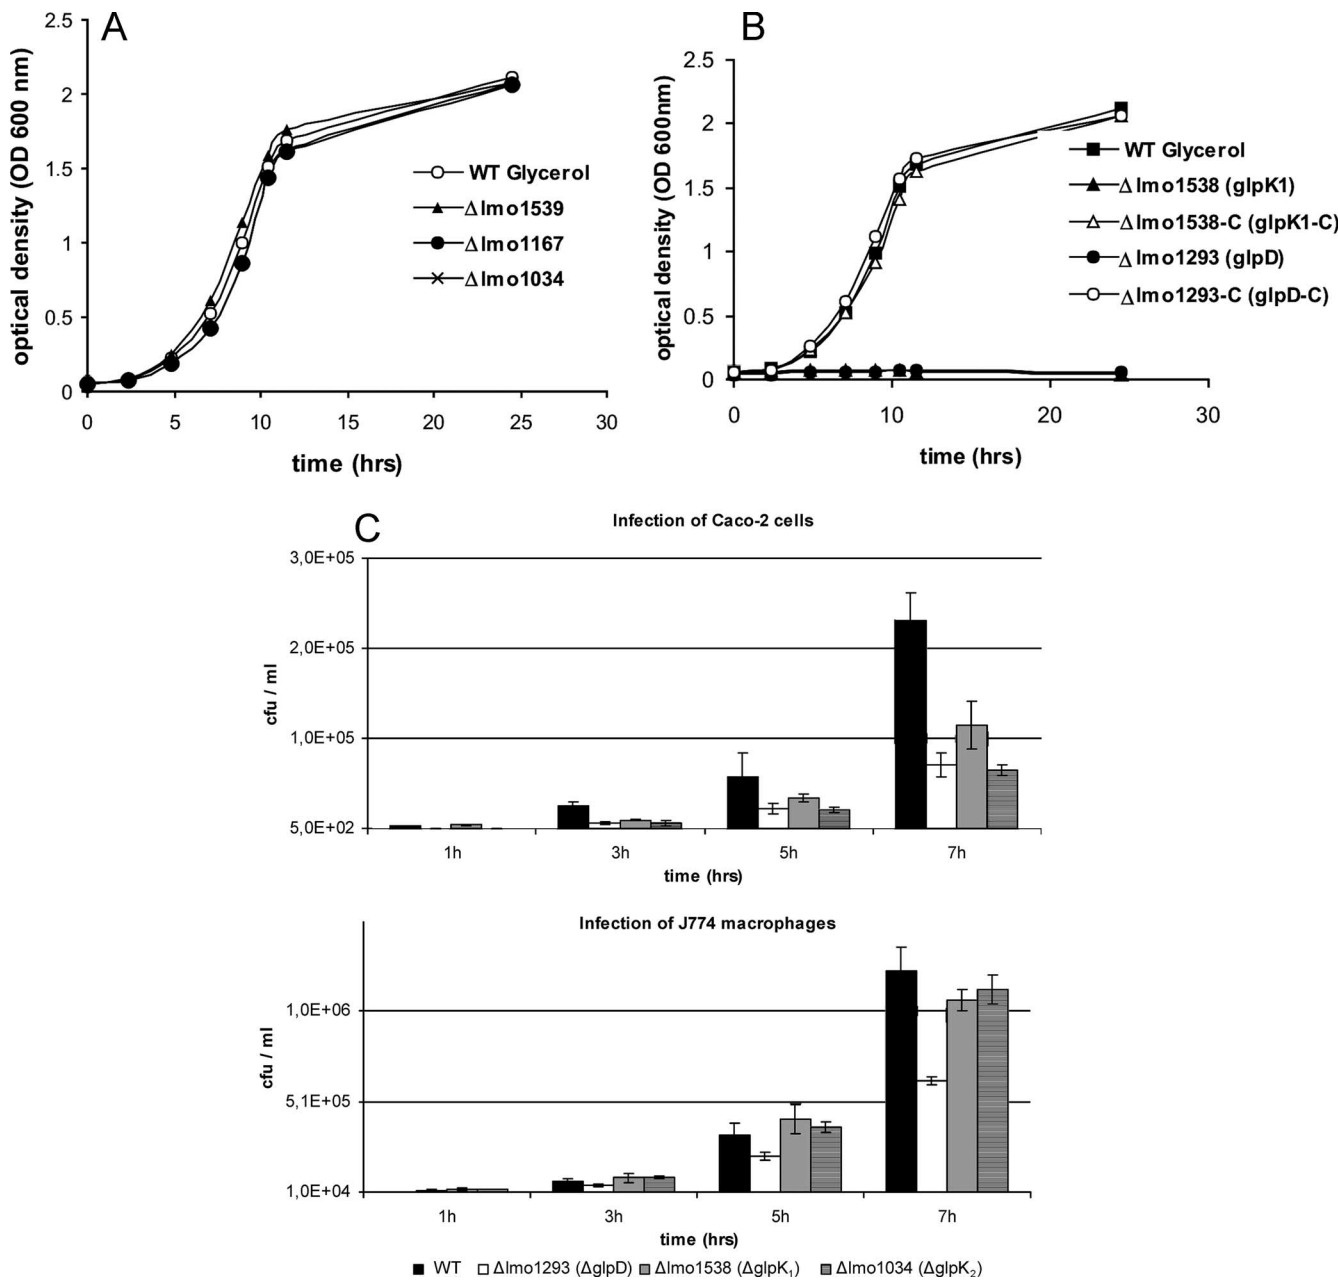 A
optical density (OD 600 nm)
2.5
2
1.5
1
0.5
0
0 5 10 15 20 25 30
time (hrs)
WT Glycerol
Δlmo1539
Δlmo1167
Δlmo1034
B
optical density (OD 600nm)
2.5
2
1.5
1
0.5
0
0 10 20 30
time (hrs)
WT Glycerol
Δlmo1538 (glpK1)
Δlmo1538-C (glpK1-C)
Δlmo1293 (glpD)
Δlmo1293-C (glpD-C)
C
Infection of Caco-2 cells
cfu / ml
3,0E+05
2,0E+05
1,0E+05
5,0E+02
1h 3h 5h 7h
time (hrs)
Infection of J774 macrophages
cfu / ml
1,0E+06
5,1E+05
1,0E+04
1h 3h 5h 7h
time (hrs)
WT Δlmo1293 (ΔglpD) Δlmo1538 (ΔglpK₁) Δlmo1034 (ΔglpK₂)